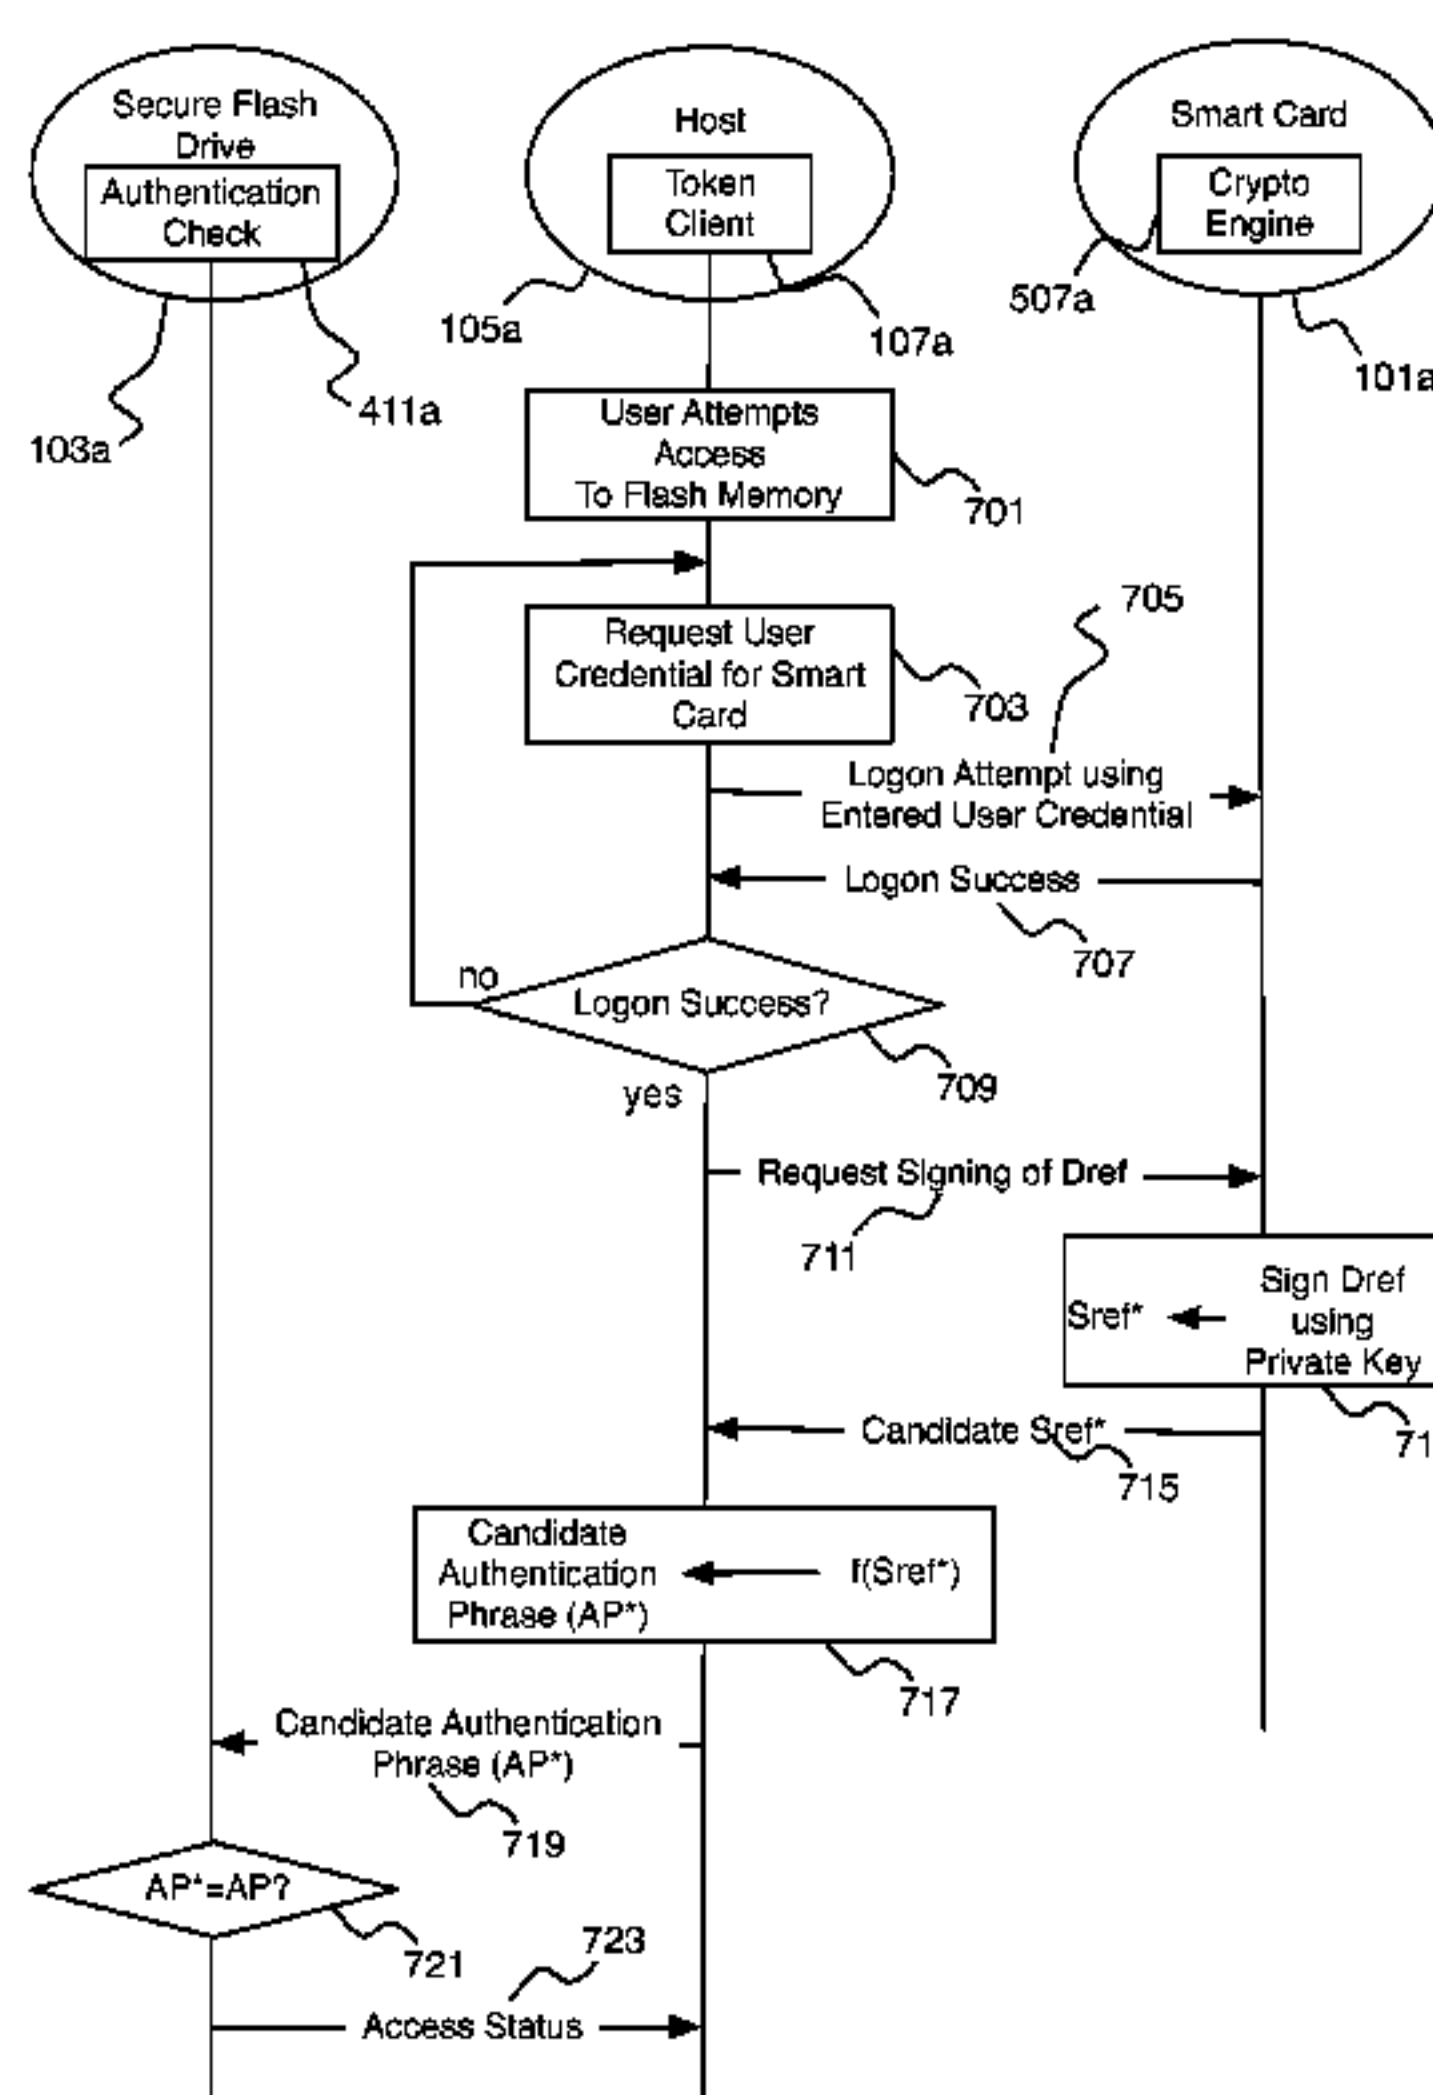 Secure Flash
Drive
Authentication
Check
Host
Token
Client
Smart Card
Crypto
Engine
105a
107a
507a
101a
103a
411a
User Attempts
Access
To Flash Memory
701
705
Request User
Credential for Smart
Card
703
Logon Attempt using
Entered User Credential
Logon Success
707
no
Logon Success?
709
yes
Request Signing of Dref
711
Sign Dref
Sref* using
Private Key
71
Candidate Sref*
715
Candidate
Authentication f(Sref*)
Phrase (AP*)
717
Candidate Authentication
Phrase (AP*)
719
AP*=AP?
721
723
Access Status